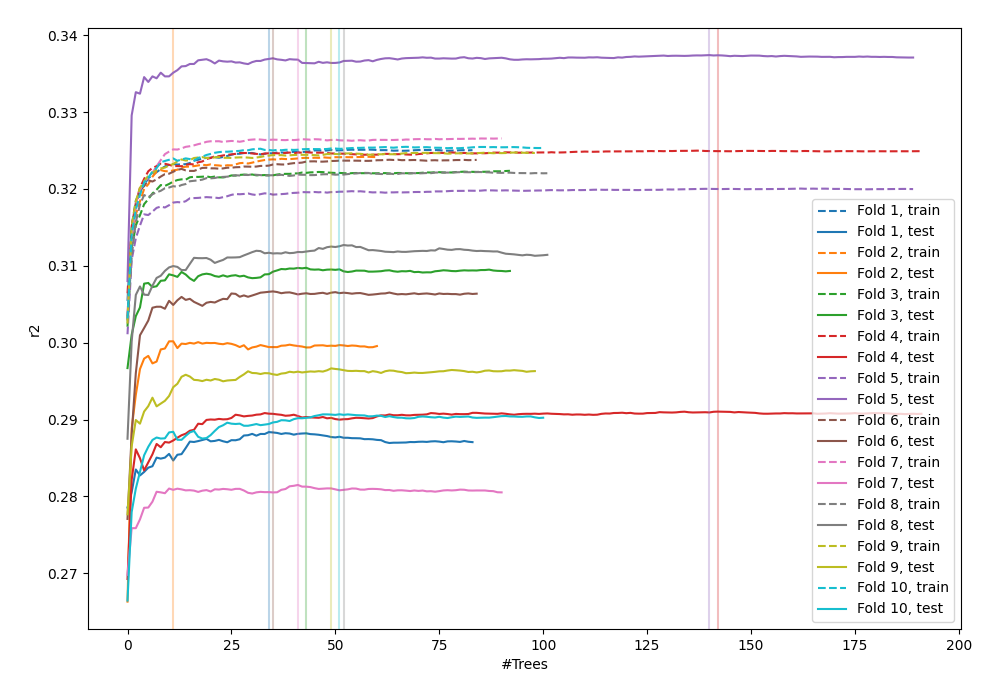 0.34
0.33
0.32
0.31
0.30
0.29
0.28
0.27
r2
0
25
50
75
100
125
150
175
200
#Trees
Fold 1, train
Fold 1, test
Fold 2, train
Fold 2, test
Fold 3, train
Fold 3, test
Fold 4, train
Fold 4, test
Fold 5, train
Fold 5, test
Fold 6, train
Fold 6, test
Fold 7, train
Fold 7, test
Fold 8, train
Fold 8, test
Fold 9, train
Fold 9, test
Fold 10, train
Fold 10, test